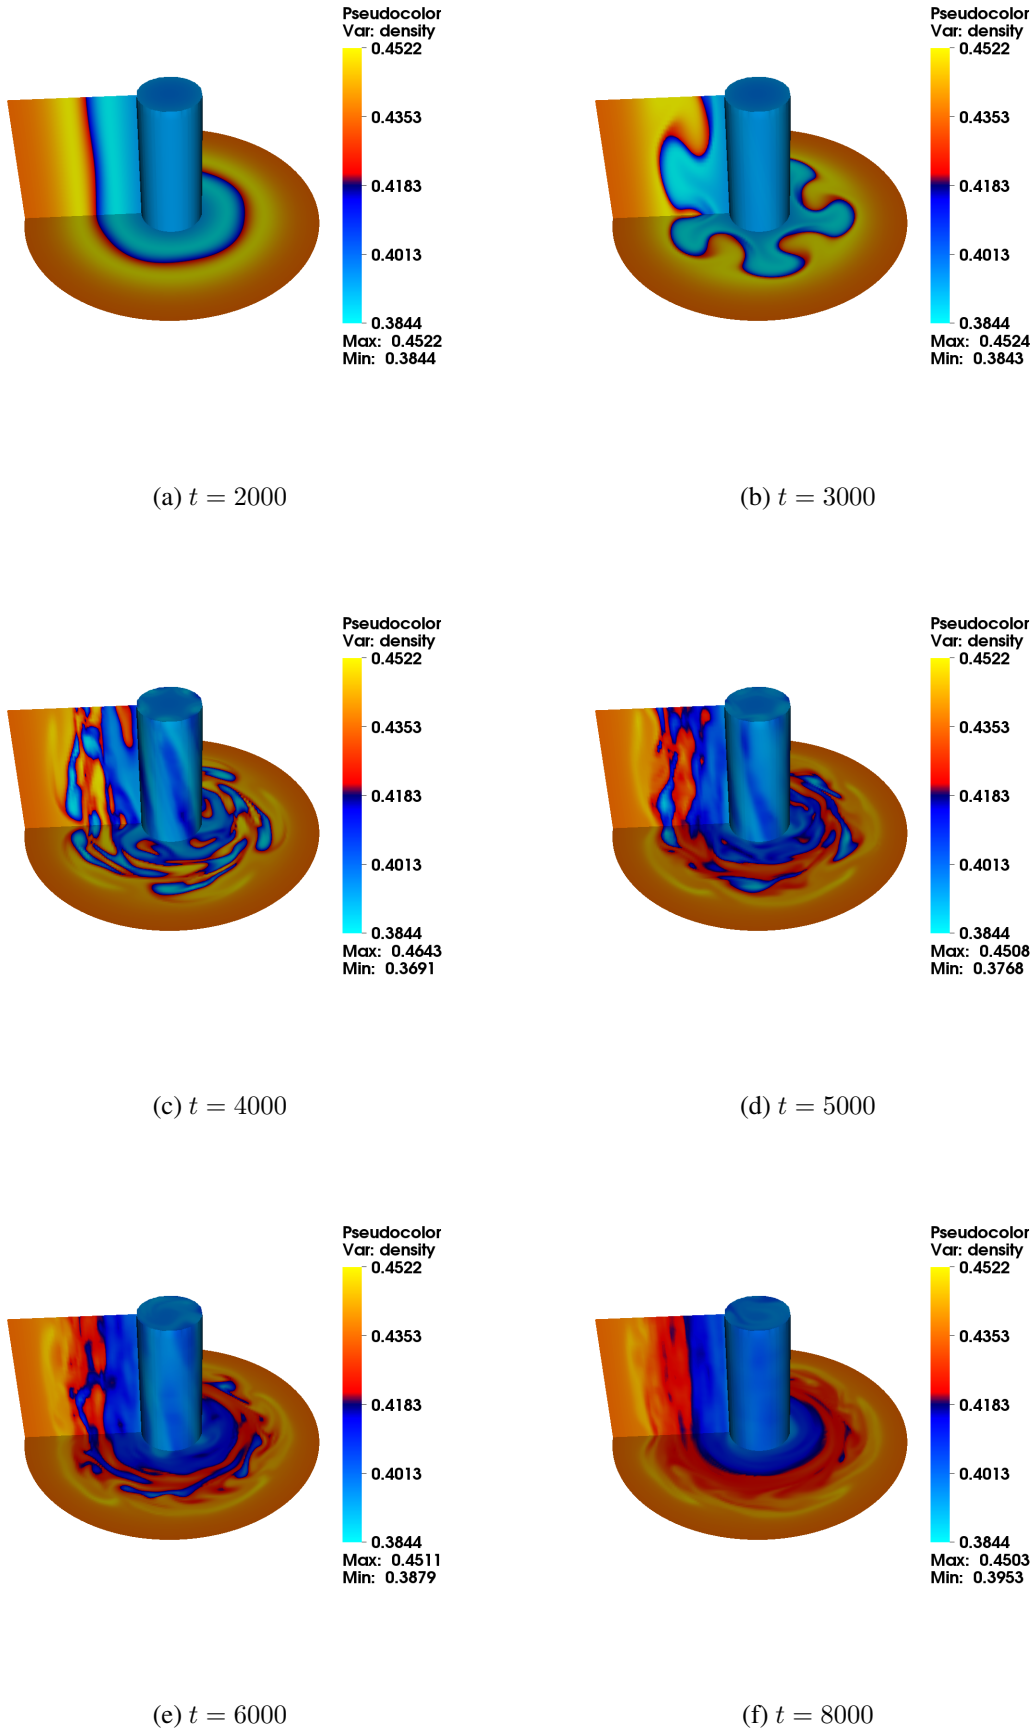 Pseudocolor
Var: density
0.4522
0.4353
0.4183
0.4013
0.3844
Max: 0.4522
Min: 0.3844
(a) t = 2000
Pseudocolor
Var: density
0.4522
0.4353
0.4183
0.4013
0.3844
Max: 0.4524
Min: 0.3843
(b) t = 3000
Pseudocolor
Var: density
0.4522
0.4353
0.4183
0.4013
0.3844
Max: 0.4643
Min: 0.3691
(c) t = 4000
Pseudocolor
Var: density
0.4522
0.4353
0.4183
0.4013
0.3844
Max: 0.4508
Min: 0.3768
(d) t = 5000
Pseudocolor
Var: density
0.4522
0.4353
0.4183
0.4013
0.3844
Max: 0.4511
Min: 0.3879
(e) t = 6000
Pseudocolor
Var: density
0.4522
0.4353
0.4183
0.4013
0.3844
Max: 0.4503
Min: 0.3953
(f) t = 8000